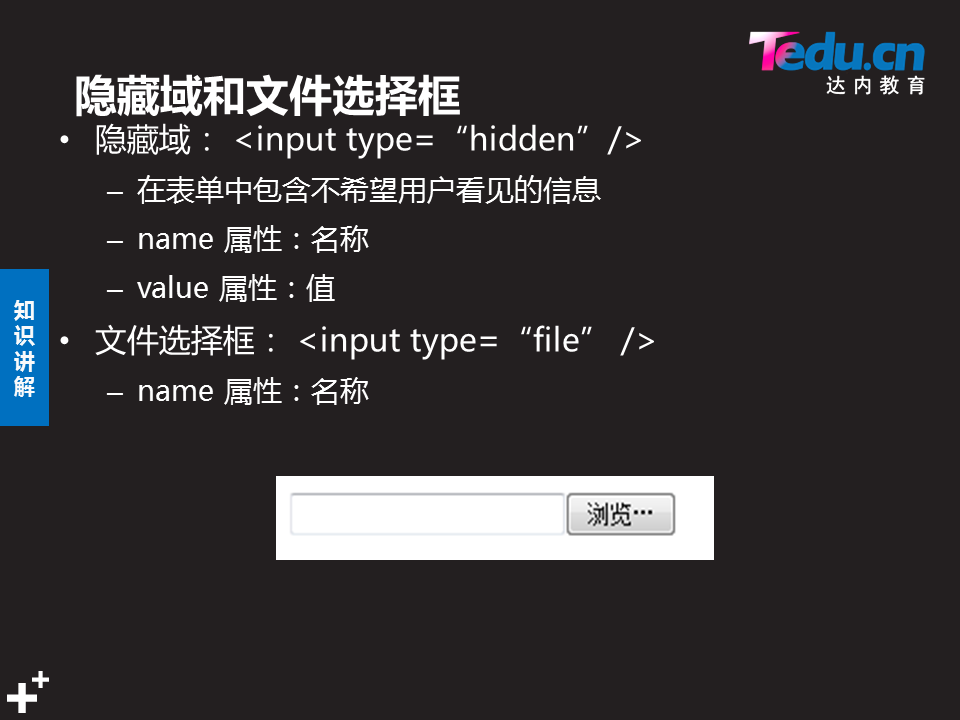 Tedu.cn
达内教育
隐藏域和文件选择框
• 隐藏域： <input type=“hidden”/>
– 在表单中包含不希望用户看见的信息
– name 属性：名称
– value 属性：值
知识讲解
• 文件选择框： <input type=“file” />
– name 属性：名称
浏览…